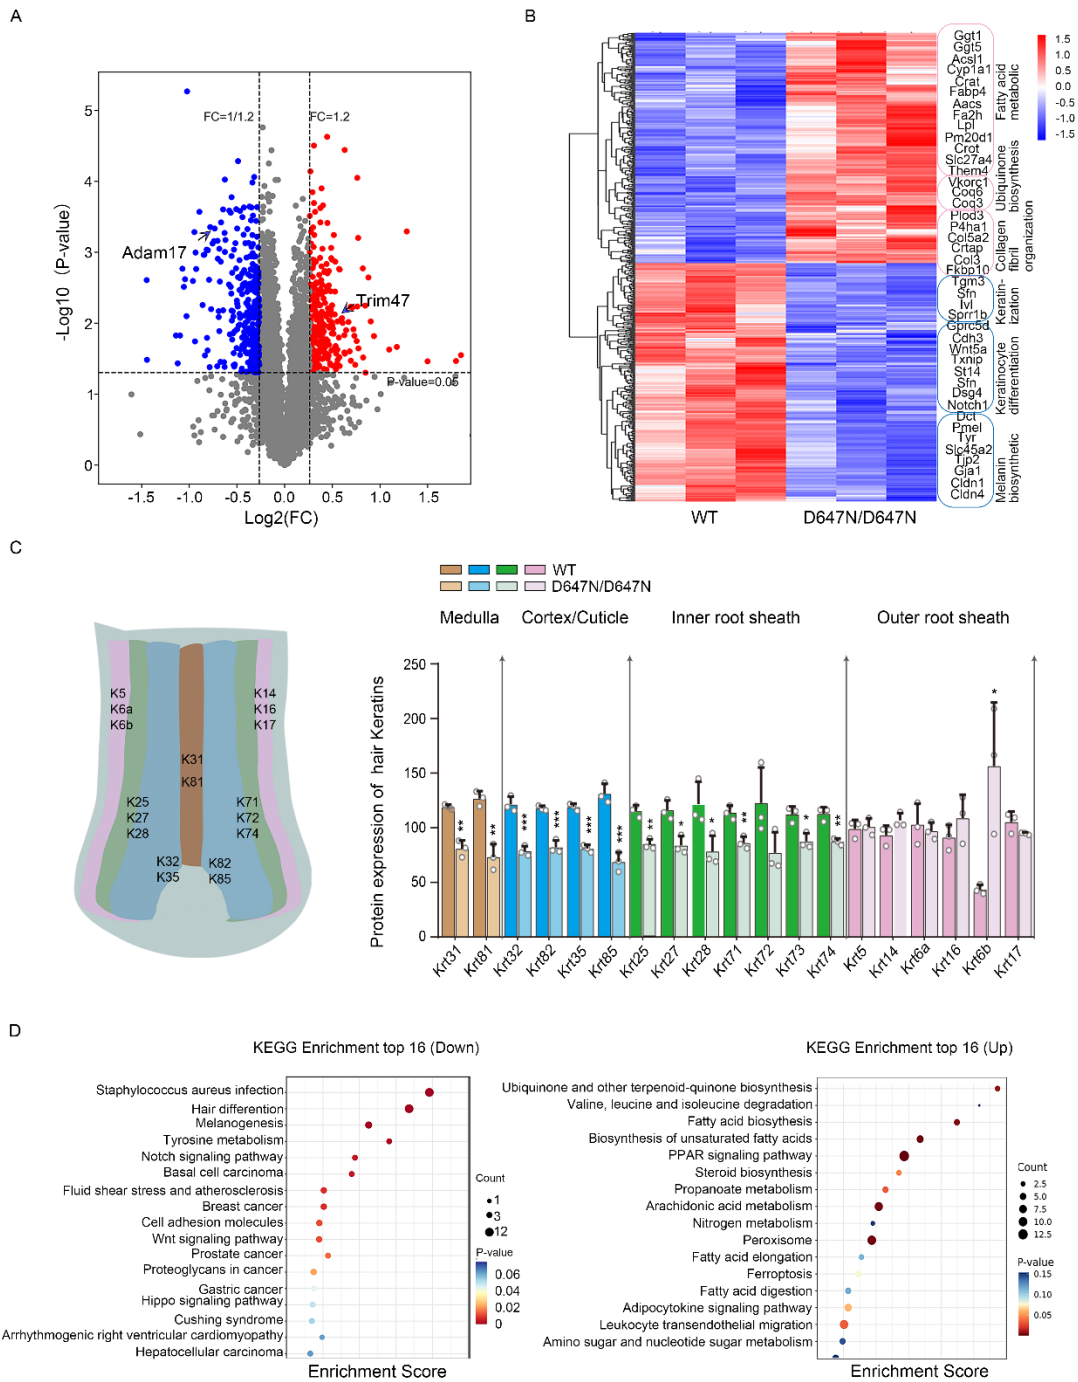 A
-Log10 (P-value)
5
4
3
2
1
0
FC=1/1.2
FC=1.2
Adam17
Trim47
P-value=0.05
-1.5
-1.0
-0.5
0.0
0.5
1.0
1.5
Log2(FC)
B
Ggt1
Ggt5
Acsl1
Cyp1a1
Crat
Fabp4
Aacs
Fa2h
Lpl
Pm20d1
Crot
Slc27a4
Them4
Vkorc1
Coq6
Coq3
Plod3
P4ha1
Col5a2
Crtap
Col3
Fkbp10
Tgm3
Sfn
Ivl
Sprr1b
Gprc5d
Cdh3
Wnt5a
Txnip
St14
Sfn
Dsg4
Notch1
Dct
Pmel
Tyr
Slc45a2
Tjp2
Gja1
Cldn1
Cldn4
Fatty acid
metabolic
Ubiquinone
biosynthesis
Collagen
fibril
organization
Keratin-
ization
Keratinocyte
differentiation
Melanin
biosynthetic
1.5
1.0
0.5
0.0
-0.5
-1.0
-1.5
WT
D647N/D647N
C
K5
K6a
K6b
K14
K16
K17
K31
K81
K25
K27
K28
K71
K72
K74
K32
K35
K82
K85
WT
D647N/D647N
Medulla
Cortex/Cuticle
Inner root sheath
Outer root sheath
Protein expression of hair Keratins
250
200
150
100
50
0
**
**
***
***
***
***
**
*
*
**
*
**
*
Krt31
Krt81
Krt32
Krt82
Krt35
Krt85
Krt25
Krt27
Krt28
Krt71
Krt72
Krt73
Krt74
Krt5
Krt14
Krt6a
Krt16
Krt6b
Krt17
D
KEGG Enrichment top 16 (Down)
Staphylococcus aureus infection
Hair differention
Melanogenesis
Tyrosine metabolism
Notch signaling pathway
Basal cell carcinoma
Fluid shear stress and atherosclerosis
Breast cancer
Cell adhesion molecules
Wnt signaling pathway
Prostate cancer
Proteoglycans in cancer
Gastric cancer
Hippo signaling pathway
Cushing syndrome
Arrhythmogenic right ventricular cardiomyopathy
Hepatocellular carcinoma
Enrichment Score
Count
1
3
12
P-value
0.06
0.04
0.02
0
KEGG Enrichment top 16 (Up)
Ubiquinone and other terpenoid-quinone biosynthesis
Valine, leucine and isoleucine degradation
Fatty acid biosythesis
Biosynthesis of unsaturated fatty acids
PPAR signaling pathway
Steroid biosynthesis
Propanoate metabolism
Arachidonic acid metabolism
Nitrogen metabolism
Peroxisome
Fatty acid elongation
Ferroptosis
Fatty acid digestion
Adipocytokine signaling pathway
Leukocyte transendothelial migration
Amino sugar and nucleotide sugar metabolism
Enrichment Score
Count
2.5
5.0
7.5
10.0
12.5
P-value
0.15
0.10
0.05